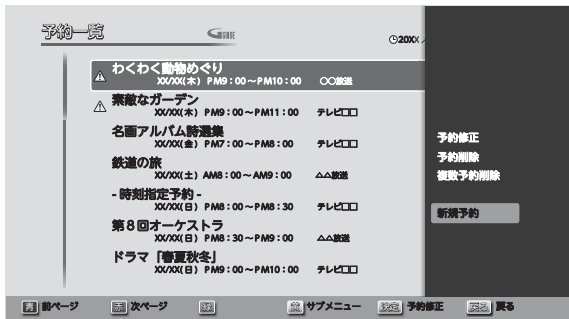 予約一覧
GGUIDE
20XX/
わくわく動物めぐり
XX/XX(木) PM9:00~PM10:00 〇〇放送
素敵なガーデン
XX/XX(木) PM9:00~PM11:00 テレビ□□
名画アルバム詩選集
XX/XX(金) PM7:00~PM8:00 テレビ□□
鉄道の旅
XX/XX(土) AM8:00~AM9:00 △△放送
- 時刻指定予約 -
XX/XX(日) PM8:00~PM8:30 テレビ□□
第8回オーケストラ
XX/XX(日) PM8:30~PM9:00 △△放送
ドラマ「春夏秋冬」
XX/XX(日) PM9:00~PM10:00 テレビ□□
予約修正
予約削除
複数予約削除
新規予約
青 前ページ 赤 次ページ 緑 黄 サブメニュー 決定 予約修正 戻る 戻る